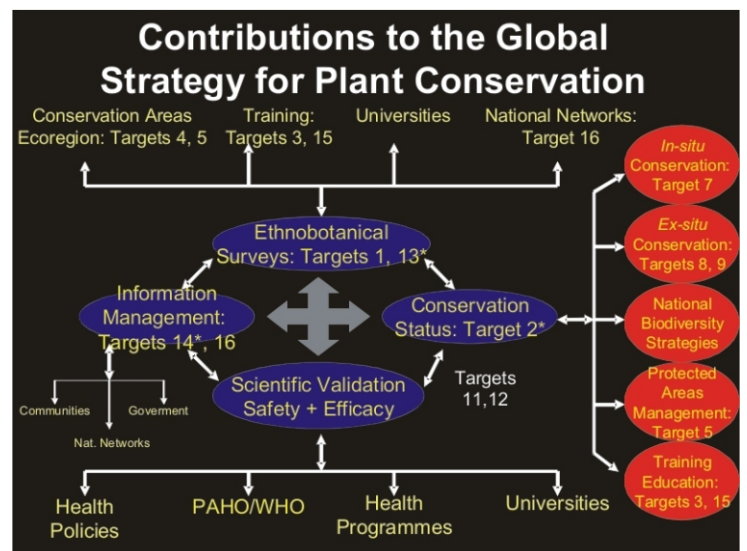 Contributions to the Global
Strategy for Plant Conservation
Conservation Areas
Ecoregion: Targets 4, 5
Training:
Targets 3, 15
Universities
National Networks:
Target 16
In-situ
Conservation:
Target 7
Ethnobotanical
Surveys: Targets 1, 13*
Ex-situ
Conservation:
Targets 8, 9
Information
Management:
Targets 14*, 16
Conservation
Status: Target 2*
National
Biodiversity
Strategies
Scientific Validation
Safety + Efficacy
Targets
11,12
Protected
Areas
Management:
Target 5
Communities
Goverment
Nat. Networks
Training
Education:
Targets 3, 15
Health
Policies
PAHO/WHO
Health
Programmes
Universities